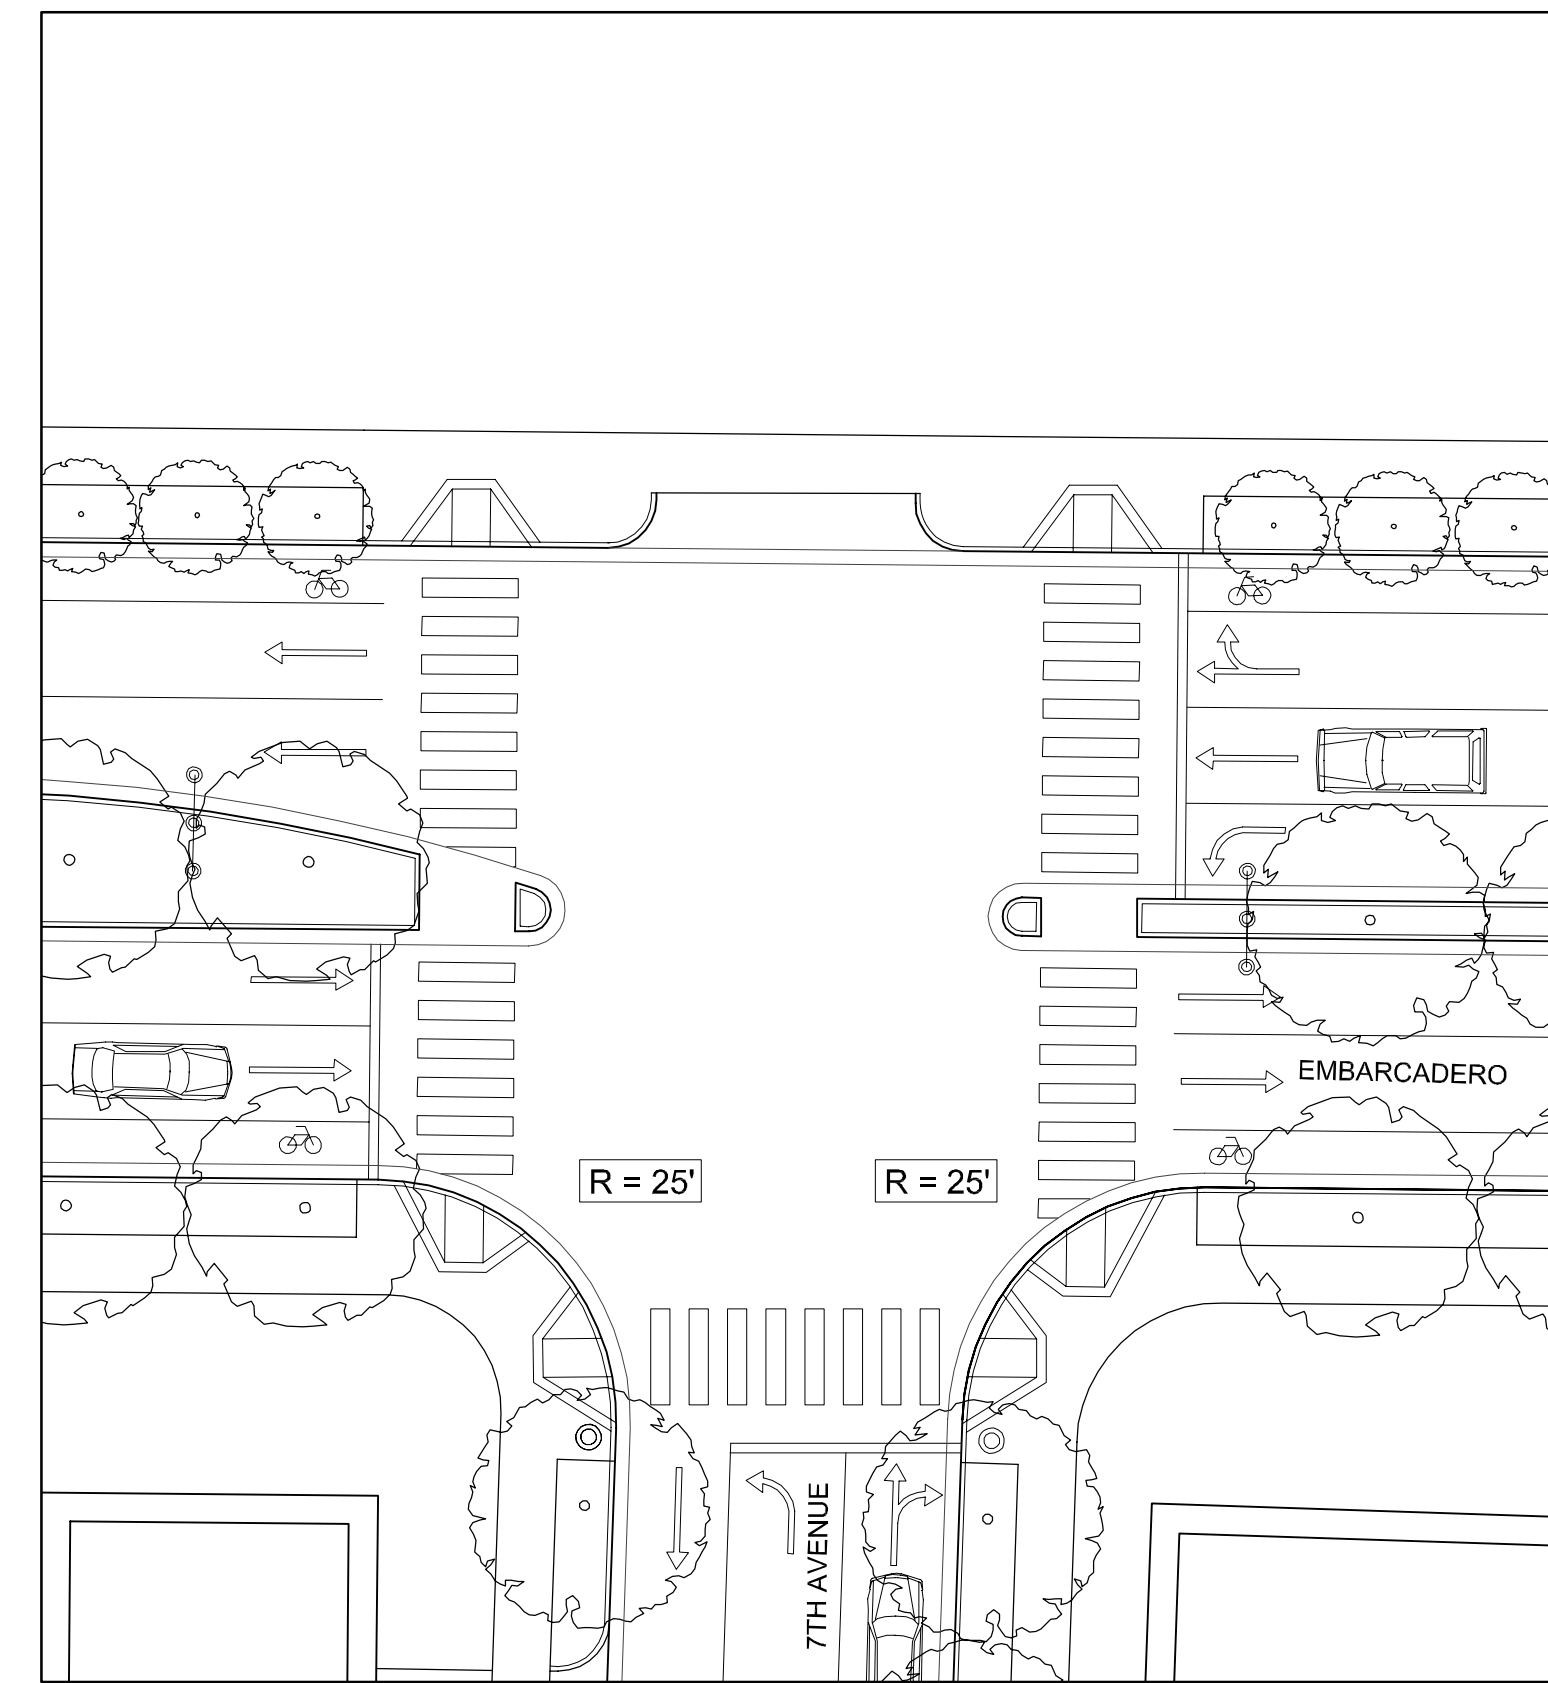 EMBARCADERO
R = 25'
R = 25'
7TH AVENUE